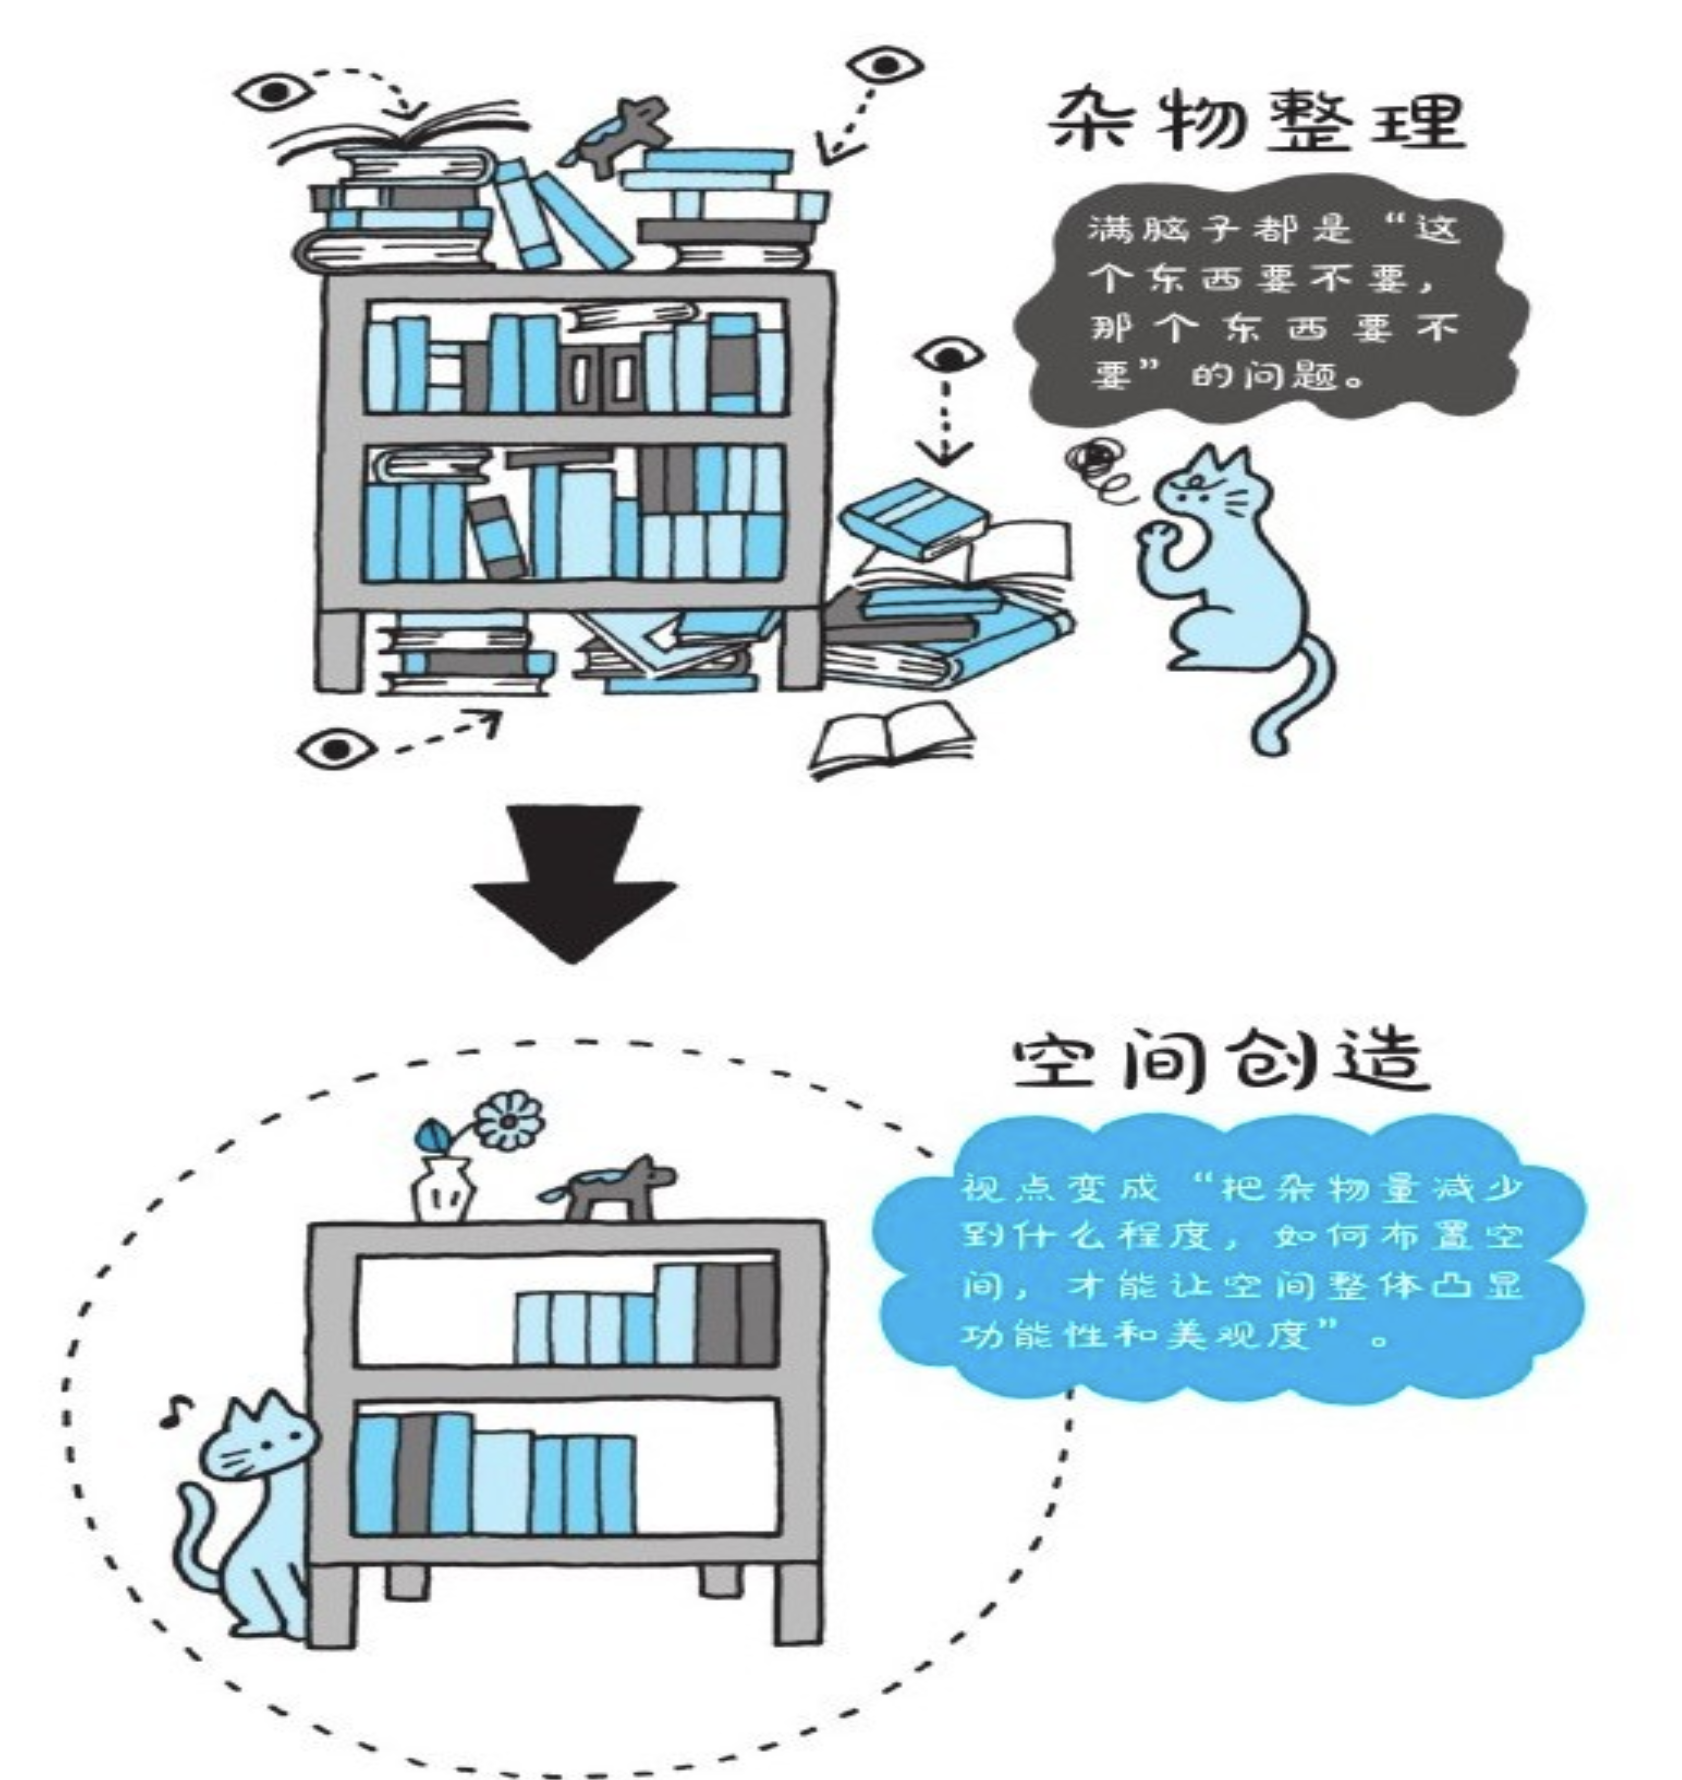 杂物整理
满脑子都是“这
个东西要不要，
那个东西要不
要”的问题。
空间创造
视点变成“把杂物量减少
到什么程度，如何布置空
间，才能让空间整体凸显
功能性和美观度”。